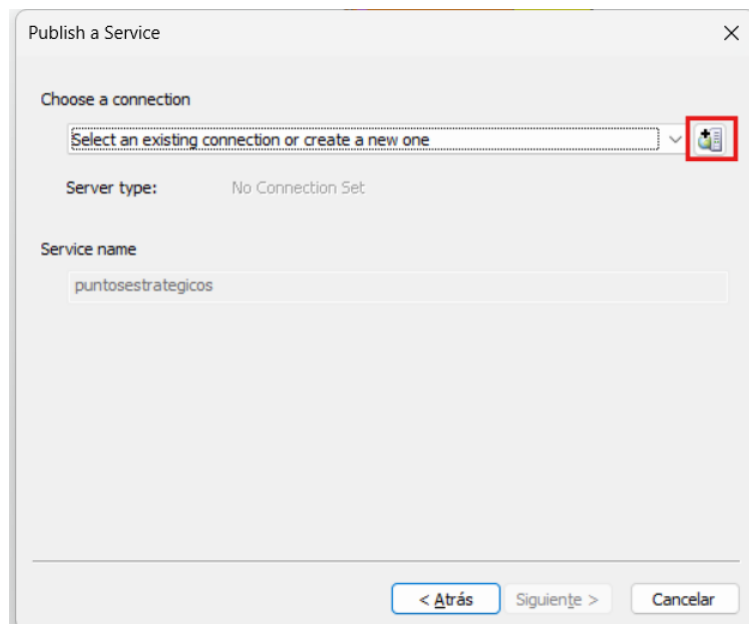 Publish a Service
Choose a connection
Select an existing connection or create a new one
Server type: No Connection Set
Service name
puntosestrategicos
< Atrás Siguiente > Cancelar